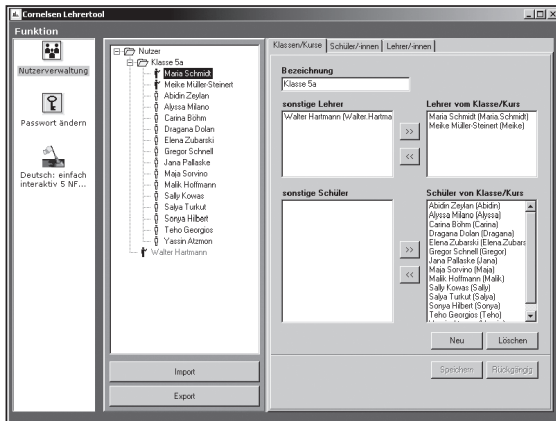 Cornelsen Lehrertool
Funktion
Nutzerverwaltung
Passwort ändern
Deutsch: einfach
interaktiv 5 NF...
Nutzer
Klasse 5a
Maria Schmidt
Meike Müller-Steinert
Abidin Zeylan
Alyssa Milano
Carina Böhm
Dragana Dolan
Elena Zubarski
Gregor Schnell
Jana Pallaske
Maja Sorvino
Malik Hoffmann
Sally Kowas
Salya Turkut
Sonya Hilbert
Teho Georgios
Yassin Atzmon
Walter Hartmann
Import
Export
Klassen/Kurse Schüler/-innen Lehrer/-innen
Bezeichnung
Klasse 5a
sonstige Lehrer
Walter Hartmann (Walter.Hartma
>>
<<
Lehrer vom Klasse/Kurs
Maria Schmidt (Maria.Schmidt)
Meike Müller-Steinert (Meike)
sonstige Schüler
>>
<<
Schüler von Klasse/Kurs
Abidin Zeylan (Abidin)
Alyssa Milano (Alyssa)
Carina Böhm (Carina)
Dragana Dolan (Dragana)
Elena Zubarski (Elena.Zubars
Gregor Schnell (Gregor)
Jana Pallaske (Jana)
Maja Sorvino (Maja)
Malik Hoffmann (Malik)
Sally Kowas (Sally)
Salya Turkut (Salya)
Sonya Hilbert (Sonya)
Teho Georgios (Teho)
Neu Löschen
Speichern Rückgängig